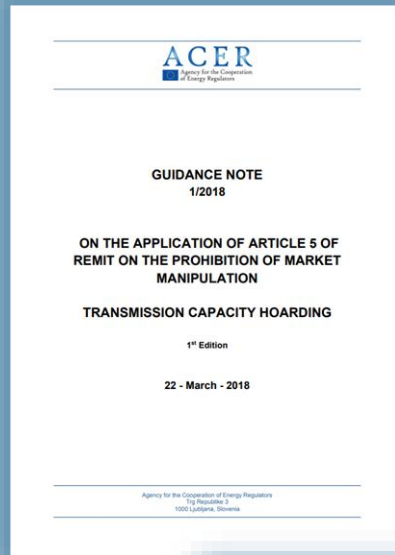 ACER
Agency for the Cooperation
of Energy Regulators
GUIDANCE NOTE
1/2018
ON THE APPLICATION OF ARTICLE 5 OF
REMIT ON THE PROHIBITION OF MARKET
MANIPULATION
TRANSMISSION CAPACITY HOARDING
1st Edition
22 - March - 2018
Agency for the Cooperation of Energy Regulators
Trg Republike 3
1000 Ljubljana, Slovenia